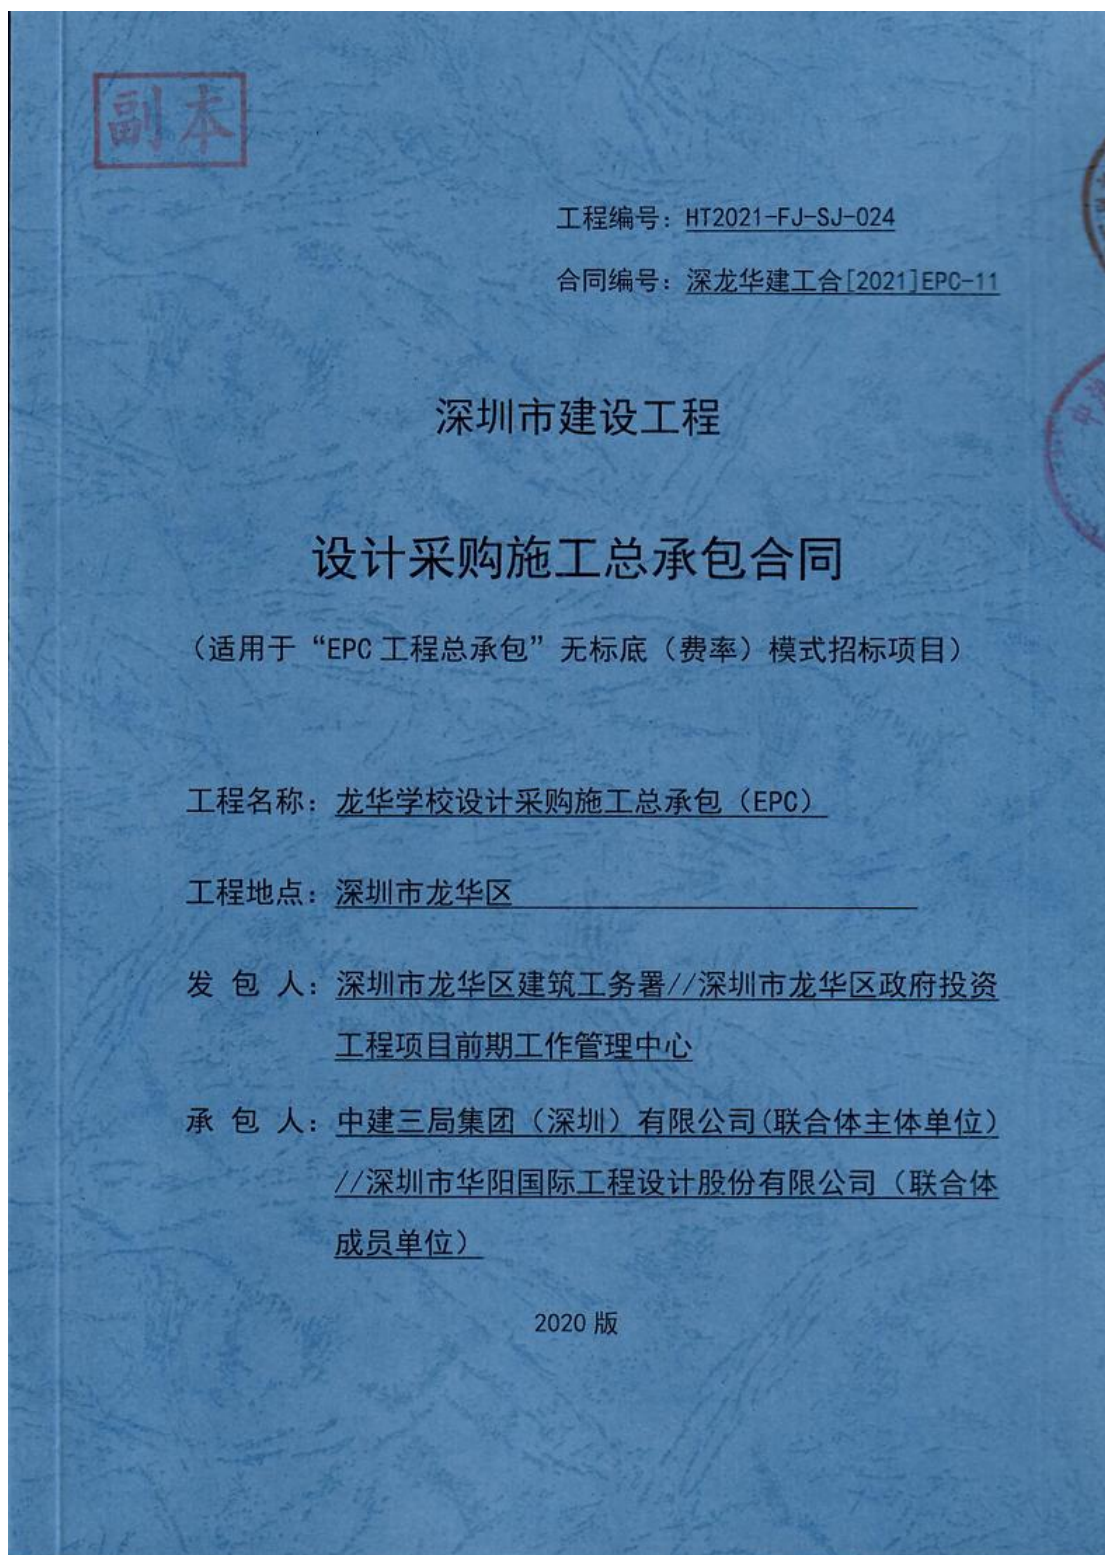 副本
工程编号：HT2021-FJ-SJ-024
合同编号：深龙华建工合[2021]EPC-11
深圳市建设工程
设计采购施工总承包合同
（适用于“EPC工程总承包”无标底（费率）模式招标项目）
工程名称：龙华学校设计采购施工总承包（EPC）
工程地点：深圳市龙华区
发 包 人：深圳市龙华区建筑工务署//深圳市龙华区政府投资
工程项目前期工作管理中心
承 包 人：中建三局集团（深圳）有限公司(联合体主体单位）
//深圳市华阳国际工程设计股份有限公司（联合体
成员单位）
2020 版